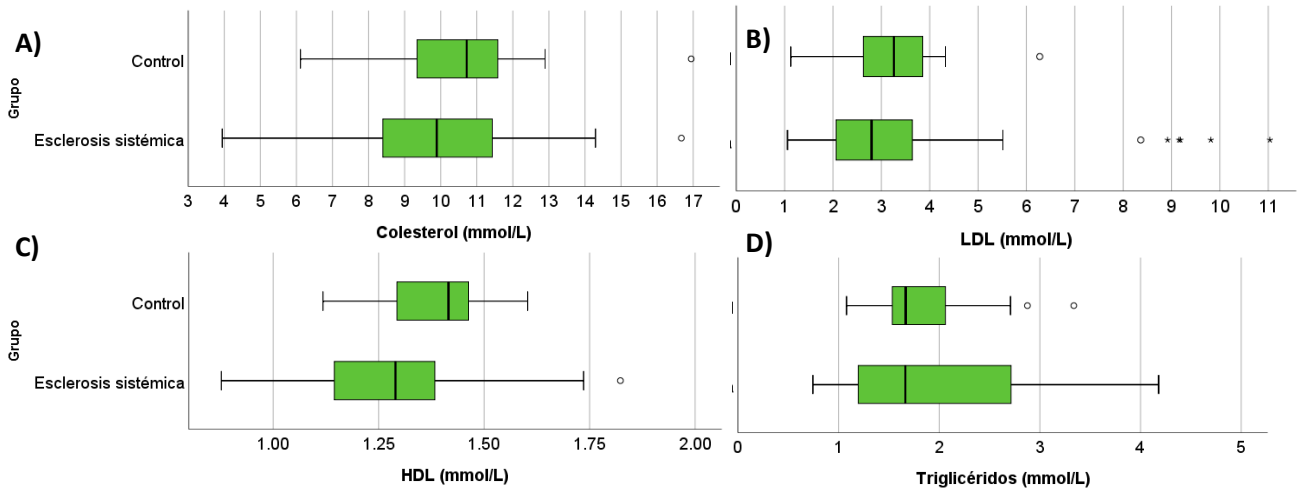 A)
Grupo
Control
Esclerosis sistémica
3 4 5 6 7 8 9 10 11 12 13 14 15 16 17
Colesterol (mmol/L)
B)
0 1 2 3 4 5 6 7 8 9 10 11
LDL (mmol/L)
C)
Grupo
Control
Esclerosis sistémica
1.00 1.25 1.50 1.75 2.00
HDL (mmol/L)
D)
0 1 2 3 4 5
Triglicéridos (mmol/L)